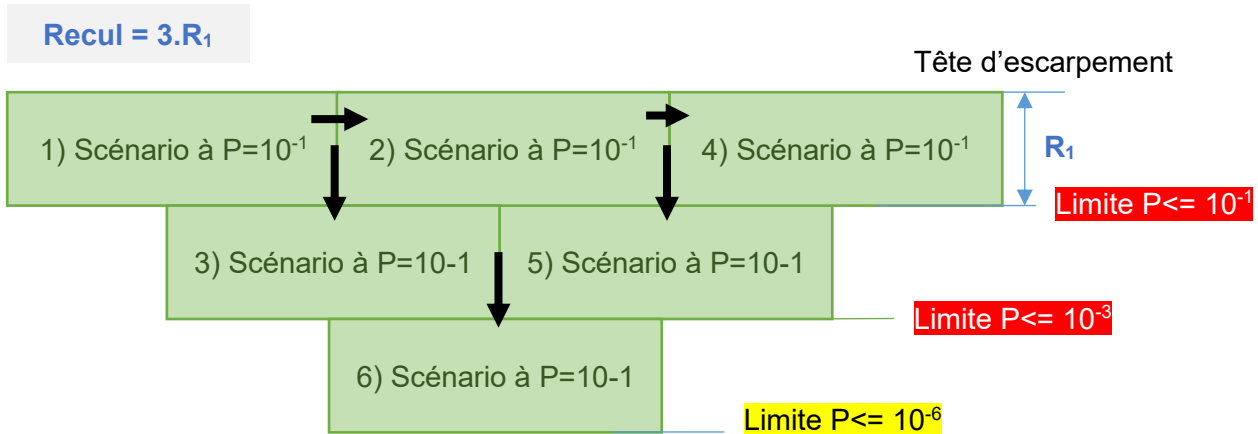 Recul = 3.R₁
Tête d’escarpement
1) Scénario à P=10⁻¹
2) Scénario à P=10⁻¹
4) Scénario à P=10⁻¹
R₁
Limite P<= 10⁻¹
3) Scénario à P=10-1
5) Scénario à P=10-1
Limite P<= 10⁻³
6) Scénario à P=10-1
Limite P<= 10⁻⁶